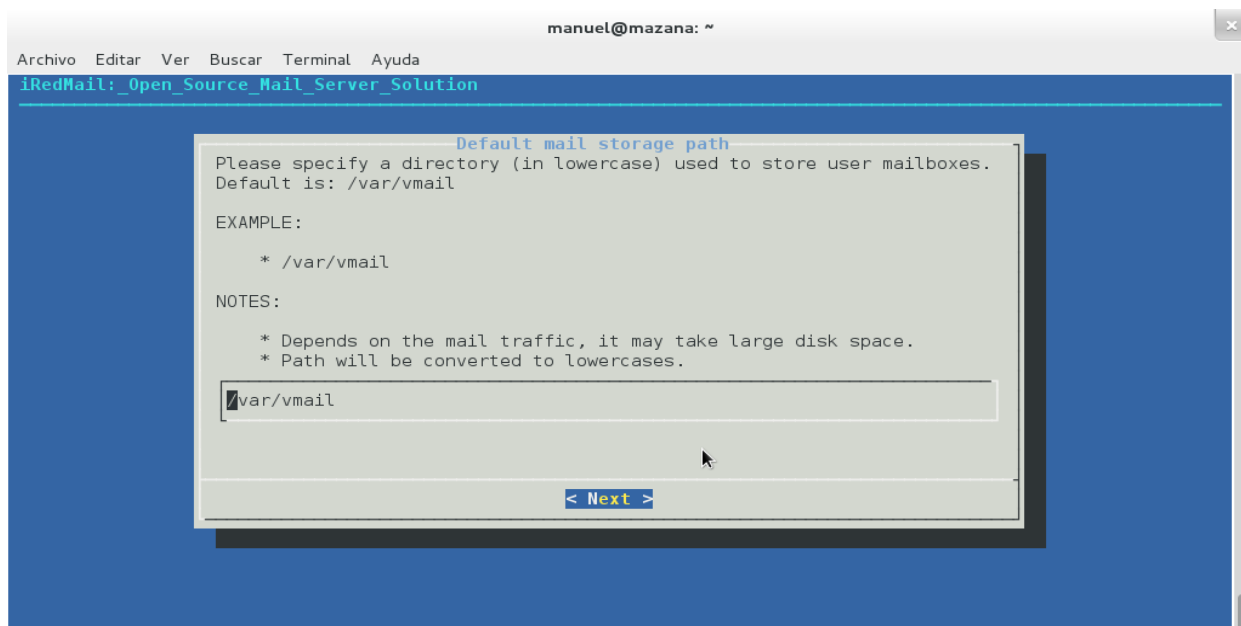 manuel@mazana: ~
Archivo Editar Ver Buscar Terminal Ayuda
iRedMail:_Open_Source_Mail_Server_Solution
Default mail storage path
Please specify a directory (in lowercase) used to store user mailboxes.
Default is: /var/vmail
EXAMPLE:
* /var/vmail
NOTES:
* Depends on the mail traffic, it may take large disk space.
* Path will be converted to lowercases.
/var/vmail
< Next >